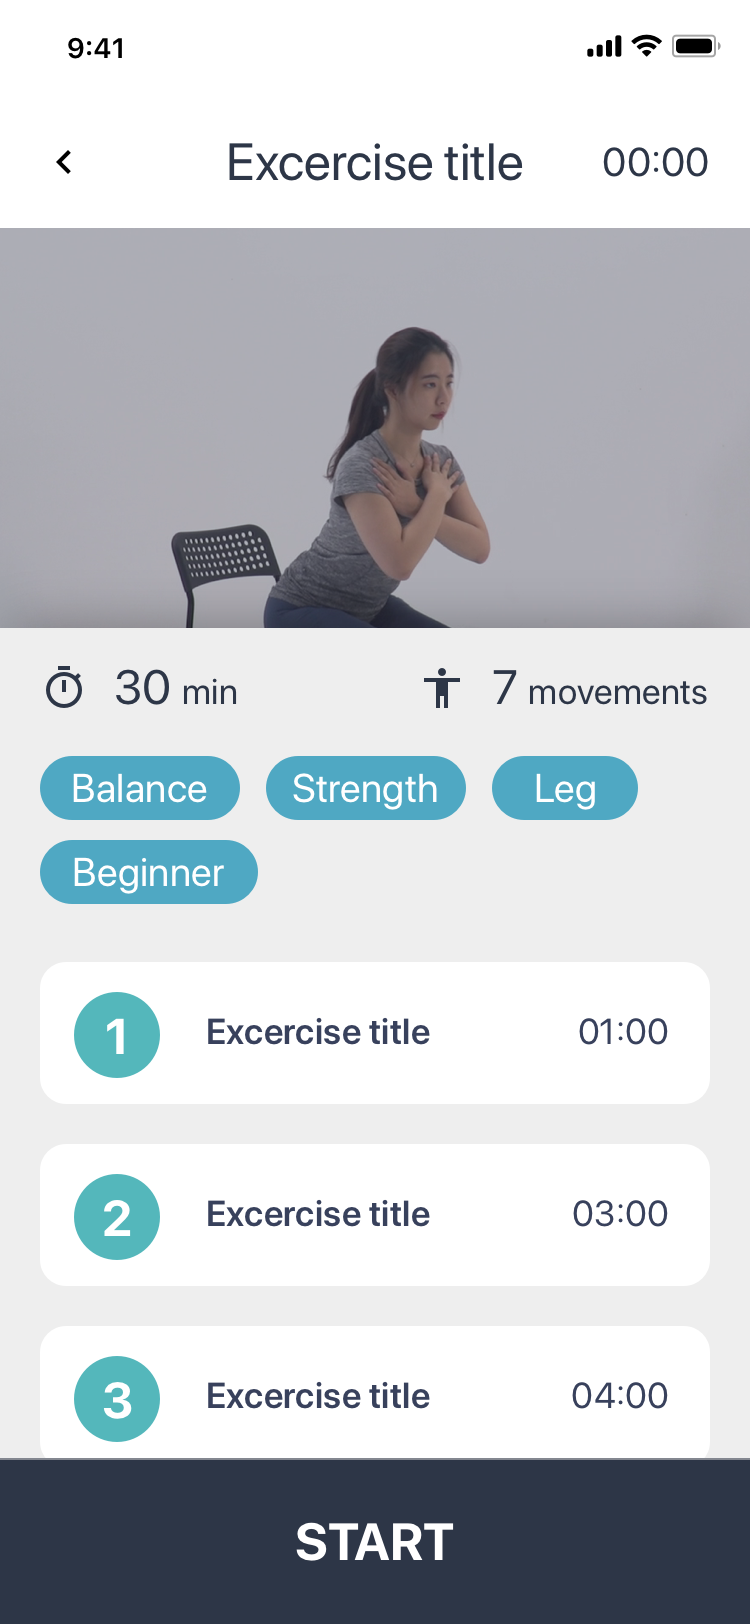 9:41
Excercise title 00:00
30 min 7 movements
Balance Strength Leg
Beginner
1 Excercise title 01:00
2 Excercise title 03:00
3 Excercise title 04:00
START